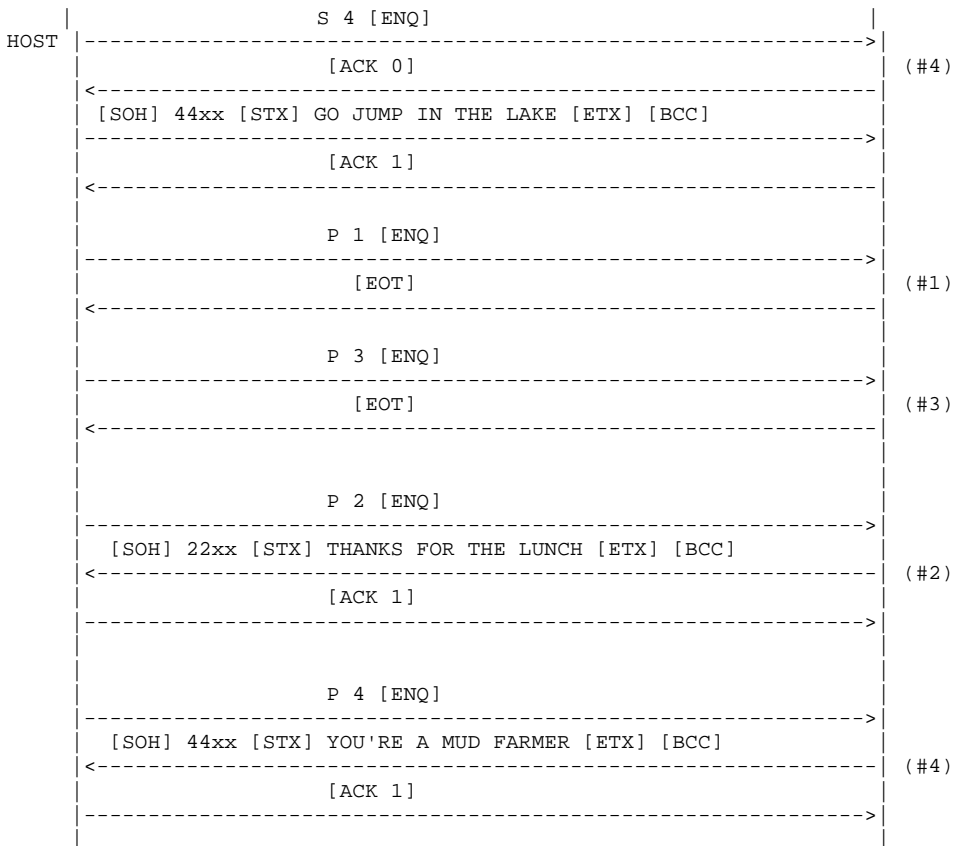 S 4 [ENQ]
HOST
[ACK 0] (#4)
[SOH] 44xx [STX] GO JUMP IN THE LAKE [ETX] [BCC]
[ACK 1]
P 1 [ENQ]
[EOT] (#1)
P 3 [ENQ]
[EOT] (#3)
P 2 [ENQ]
[SOH] 22xx [STX] THANKS FOR THE LUNCH [ETX] [BCC]
(#2)
[ACK 1]
P 4 [ENQ]
[SOH] 44xx [STX] YOU'RE A MUD FARMER [ETX] [BCC]
(#4)
[ACK 1]